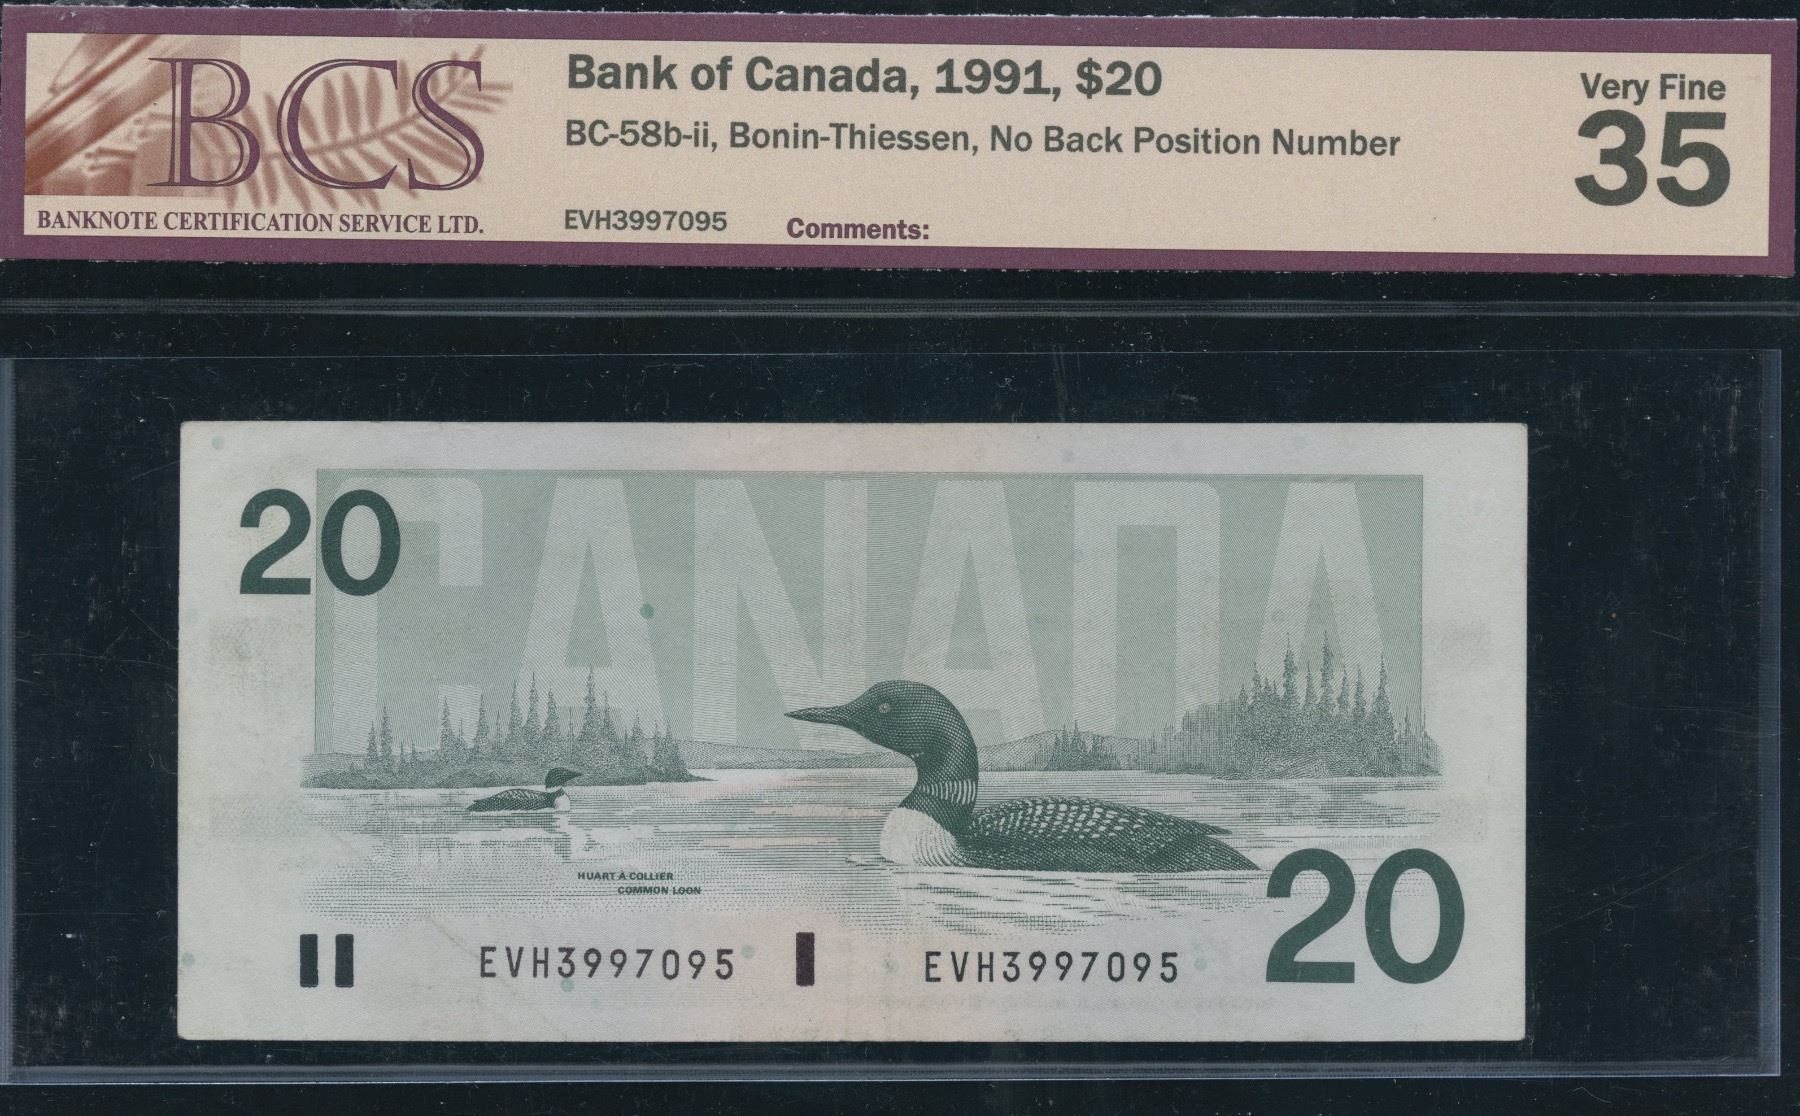 BCS
BANKNOTE CERTIFICATION SERVICE LTD.
Bank of Canada, 1991, $20
BC-58b-ii, Bonin-Thiessen, No Back Position Number
EVH3997095
Comments:
Very Fine
35
20
CANADA
HUART À COLLIER
COMMON LOON
EVH3997095
EVH3997095
20